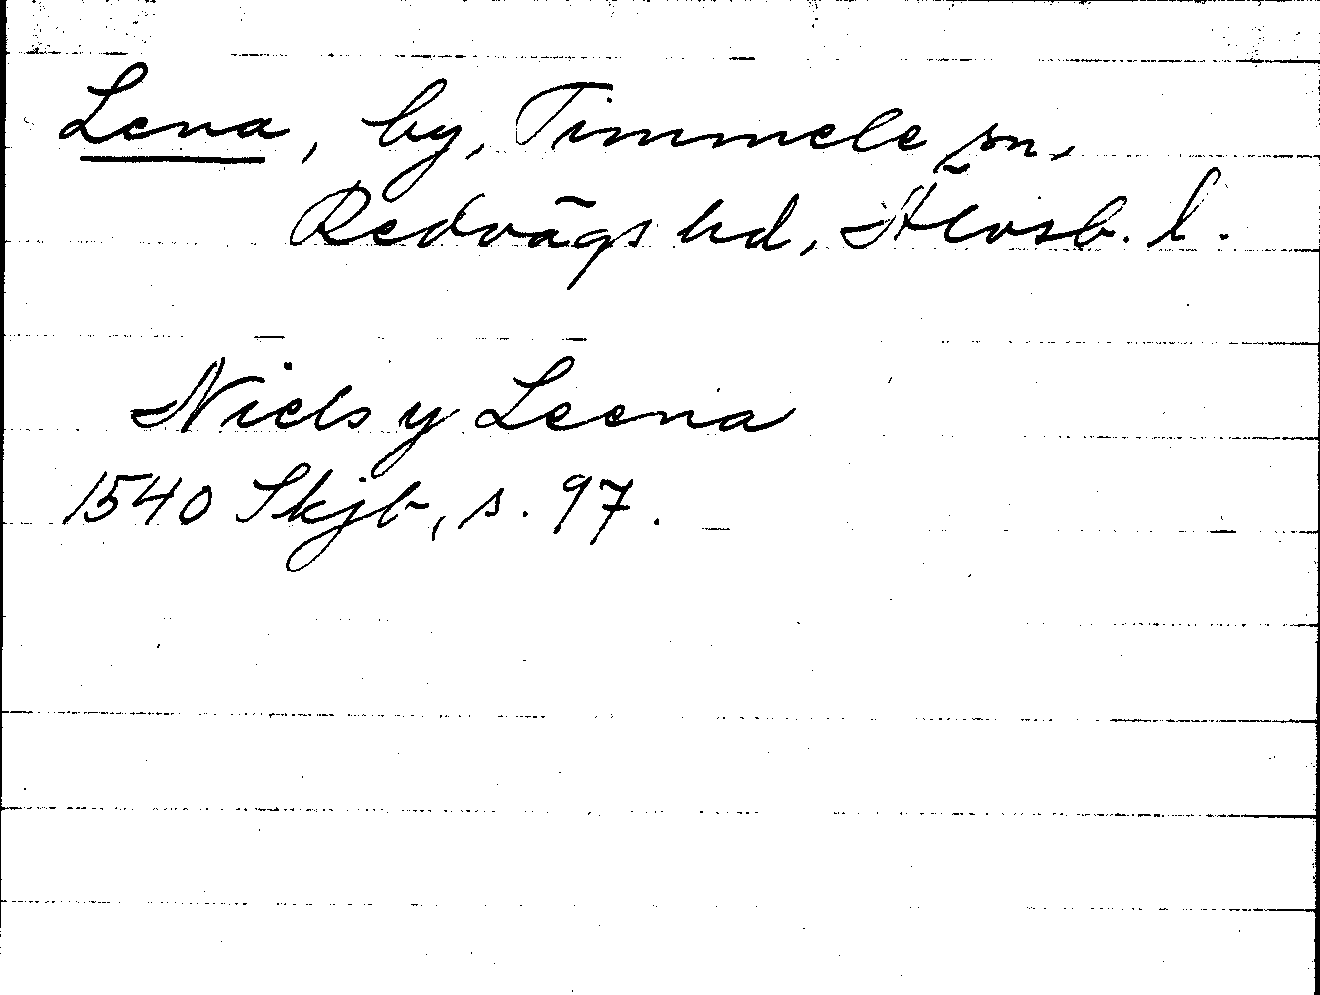 Lena, by, Timmele sn,
Redvägs hd, Älvsb. l.
Niels y Leena
1540 Skjb, s. 97.